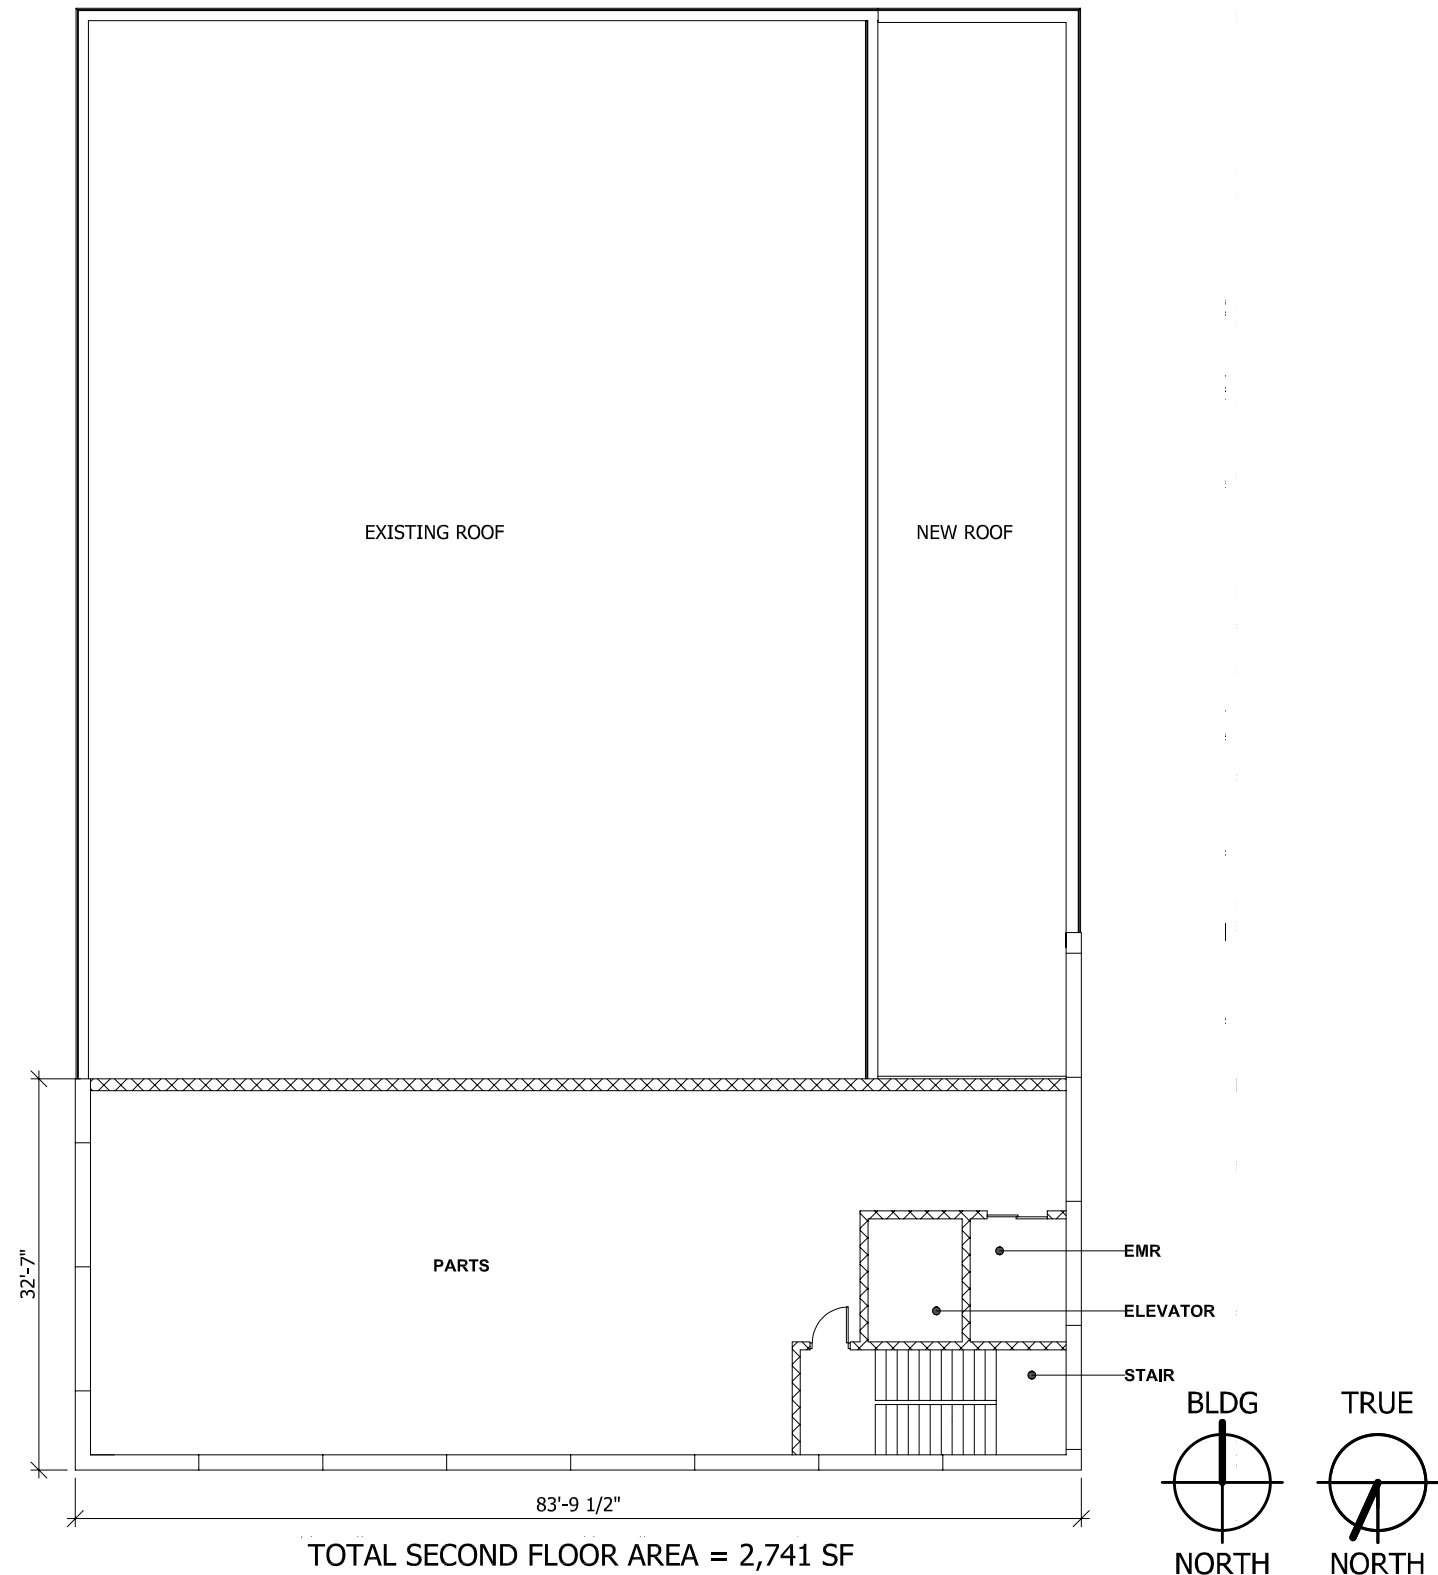 EXISTING ROOF
NEW ROOF
32'-7"
PARTS
EMR
ELEVATOR
STAIR
BLDG
NORTH
TRUE
NORTH
83'-9 1/2"
TOTAL SECOND FLOOR AREA = 2,741 SF